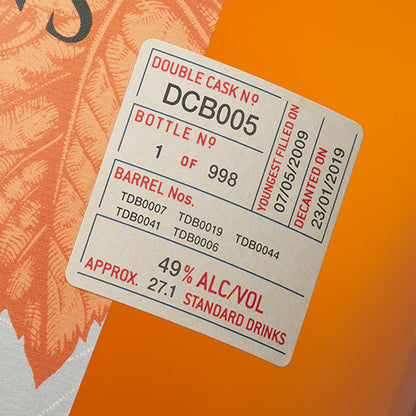 DOUBLE CASK Nº
DCB005
BOTTLE Nº
1 OF 998
BARREL Nos.
TDB0007 TDB0019 TDB0044
TDB0041 TDB0006
49% ALC/VOL
APPROX. 27.1 STANDARD DRINKS
YOUNGEST FILLED ON
07/05/2009
DECANTED ON
23/01/2019